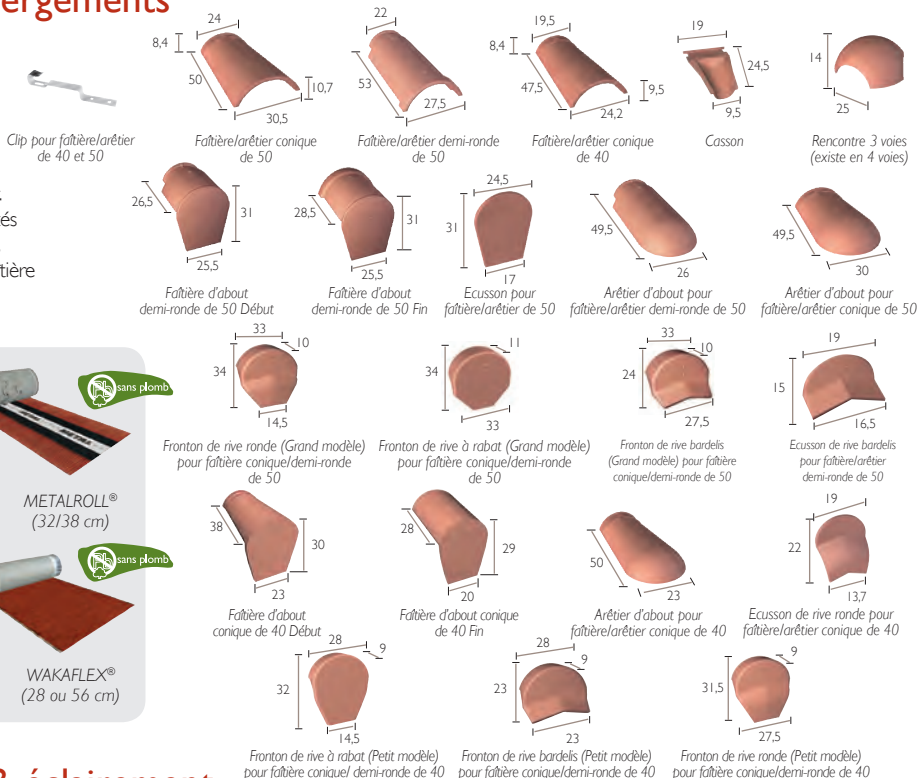 ergements
24
8,4
50
10,7
30,5
22
53
27,5
19,5
8,4
47,5
9,5
24,2
19
24,5
9,5
14
25
Clip pour faîtière/arêtier
de 40 et 50
Faîtière/arêtier conique
de 50
Faîtière/arêtier demi-ronde
de 50
Faîtière/arêtier conique
de 40
Casson
Rencontre 3 voies
(existe en 4 voies)
tés
tière
26,5
31
25,5
28,5
31
25,5
24,5
31
17
49,5
26
49,5
30
Faîtière d'about
demi-ronde de 50 Début
Faîtière d'about
demi-ronde de 50 Fin
Ecusson pour
faîtière/arêtier de 50
Arêtier d'about pour
faîtière/arêtier demi-ronde de 50
Arêtier d'about pour
faîtière/arêtier conique de 50
33
10
34
14,5
11
34
33
33
10
24
27,5
19
15
16,5
Fronton de rive ronde (Grand modèle)
pour faîtière conique/demi-ronde
de 50
Fronton de rive à rabat (Grand modèle)
pour faîtière conique/demi-ronde
de 50
Fronton de rive bardelis
(Grand modèle) pour faîtière
conique/demi-ronde de 50
Ecusson de rive bardelis
pour faîtière/arêtier
demi-ronde de 50
Pb sans plomb
METALROLL®
(32/38 cm)
Pb sans plomb
WAKAFLEX®
(28 ou 56 cm)
38
30
23
28
29
20
50
23
19
22
13,7
Faîtière d'about
conique de 40 Début
Faîtière d'about conique
de 40 Fin
Arêtier d'about pour
faîtière/arêtier conique de 40
Ecusson de rive ronde pour
faîtière/arêtier conique de 40
28
9
32
14,5
28
9
23
23
9
31,5
27,5
Fronton de rive à rabat (Petit modèle)
pour faîtière conique/ demi-ronde de 40
Fronton de rive bardelis (Petit modèle)
pour faîtière conique/demi-ronde de 40
Fronton de rive ronde (Petit modèle)
pour faîtière conique/demi-ronde de 40